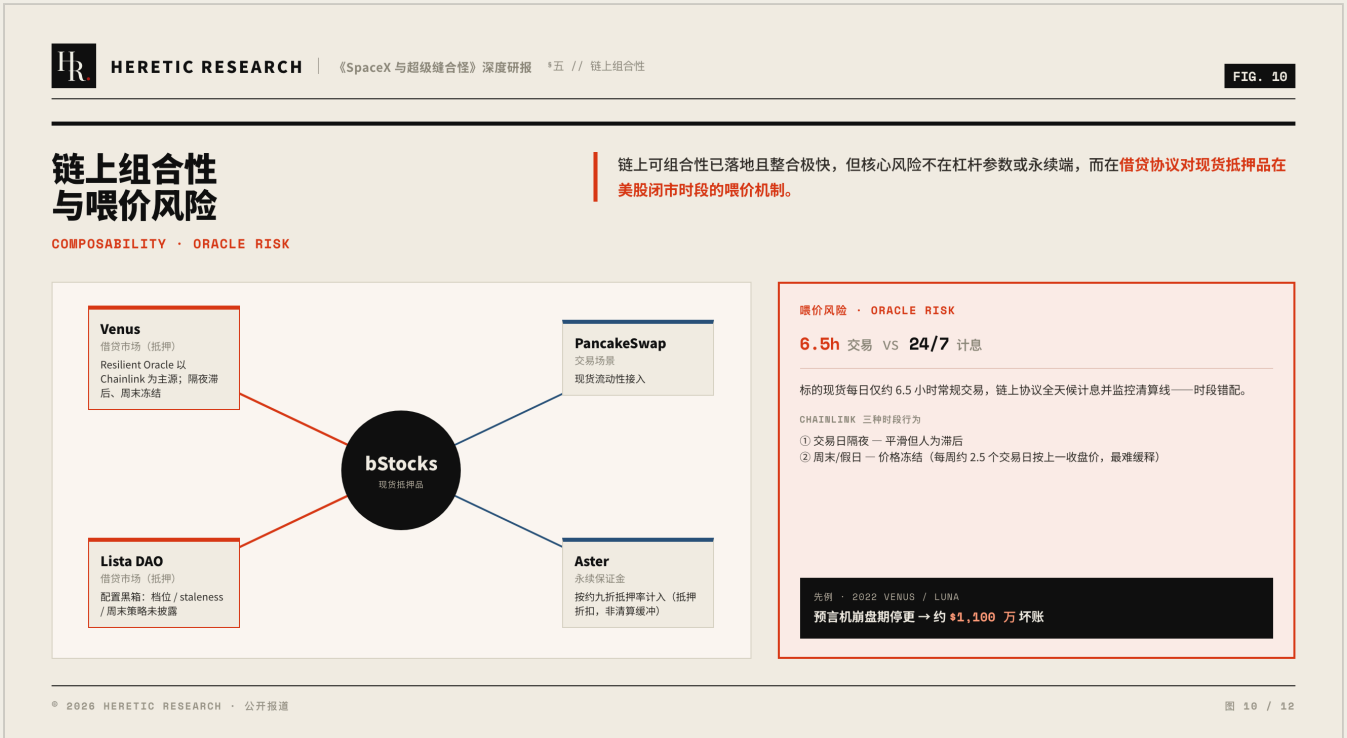 HR.
HERETIC RESEARCH
《SpaceX 与超级缝合怪》深度研报 §五 // 链上组合性
FIG. 10
链上组合性
与喂价风险
COMPOSABILITY · ORACLE RISK
链上可组合性已落地且整合极快，但核心风险不在杠杆参数或永续端，而在借贷协议对现货抵押品在
美股闭市时段的喂价机制。
Venus
借贷市场（抵押）
Resilient Oracle 以
Chainlink 为主源；隔夜滞
后、周末冻结
PancakeSwap
交易场景
现货流动性接入
bStocks
现货抵押品
Lista DAO
借贷市场（抵押）
配置黑箱：档位 / staleness
/ 周末策略未披露
Aster
永续保证金
按约九折抵押率计入（抵押
折扣，非清算缓冲）
喂价风险 · ORACLE RISK
6.5h 交易 VS 24/7 计息
标的现货每日仅约 6.5 小时常规交易，链上协议全天候计息并监控清算线——时段错配。
CHAINLINK 三种时段行为
① 交易日隔夜 — 平滑但人为滞后
② 周末/假日 — 价格冻结（每周约 2.5 个交易日按上一收盘价，最难缓释）
先例 · 2022 VENUS / LUNA
预言机崩盘期停更 → 约 $1,100 万 坏账
© 2026 HERETIC RESEARCH · 公开报道
图 10 / 12